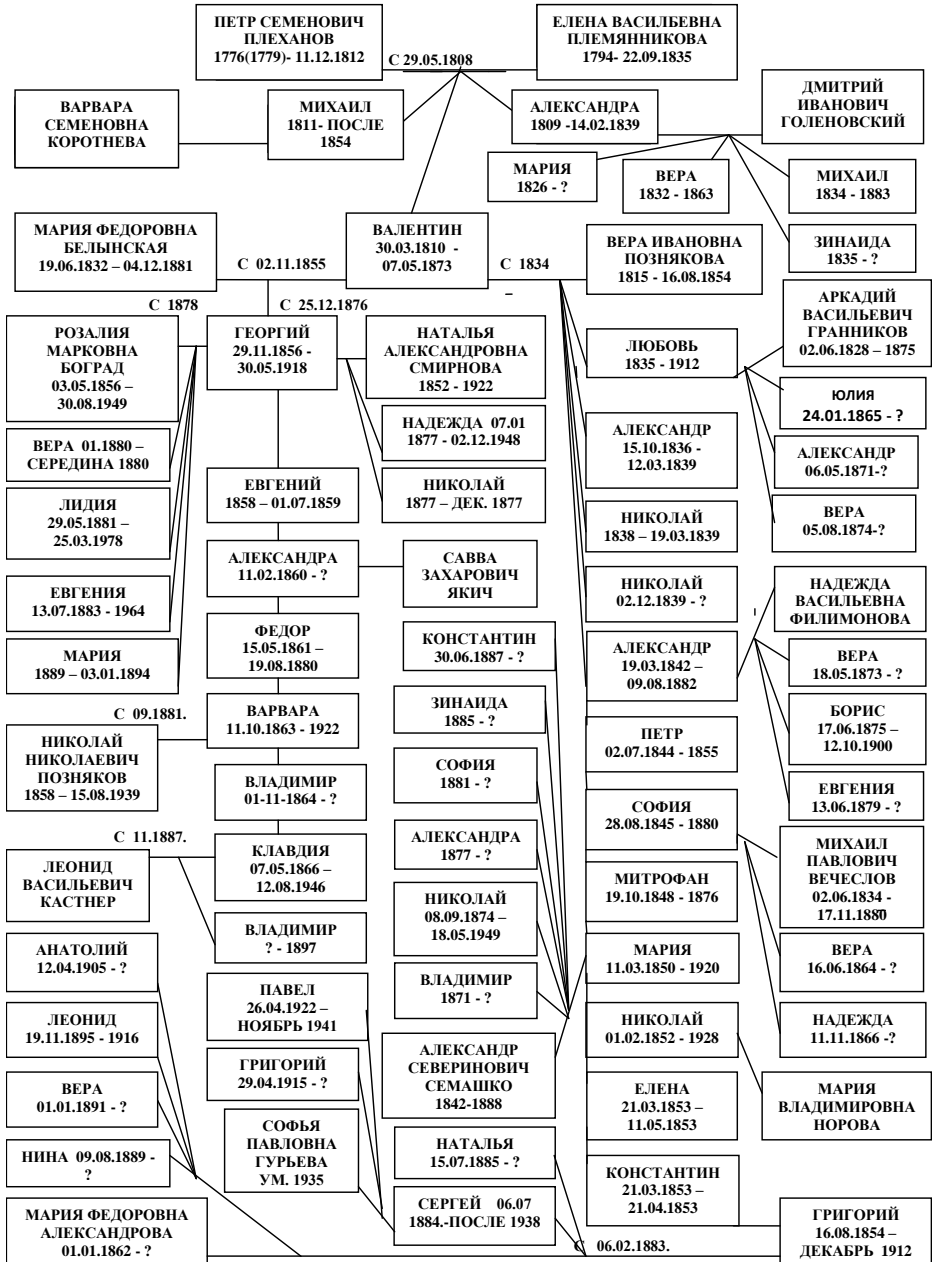 ПЕТР СЕМЕНОВИЧ
ПЛЕХАНОВ
1776(1779)- 11.12.1812
С 29.05.1808
ЕЛЕНА ВАСИЛБЕВНА
ПЛЕМЯННИКОВА
1794- 22.09.1835
ВАРВАРА
СЕМЕНОВНА
КОРОТНЕВА
МИХАИЛ
1811- ПОСЛЕ
1854
АЛЕКСАНДРА
1809 -14.02.1839
ДМИТРИЙ
ИВАНОВИЧ
ГОЛЕНОВСКИЙ
МАРИЯ
1826 - ?
ВЕРА
1832 - 1863
МИХАИЛ
1834 - 1883
ЗИНАИДА
1835 - ?
МАРИЯ ФЕДОРОВНА
БЕЛЫНСКАЯ
19.06.1832 – 04.12.1881
С 02.11.1855
ВАЛЕНТИН
30.03.1810 -
07.05.1873
С 1834
ВЕРА ИВАНОВНА
ПОЗНЯКОВА
1815 - 16.08.1854
С 1878
С 25.12.1876
РОЗАЛИЯ
МАРКОВНА
БОГРАД
03.05.1856 –
30.08.1949
ГЕОРГИЙ
29.11.1856 -
30.05.1918
НАТАЛЬЯ
АЛЕКСАНДРОВНА
СМИРНОВА
1852 - 1922
ЛЮБОВЬ
1835 - 1912
АРКАДИЙ
ВАСИЛЬЕВИЧ
ГРАННИКОВ
02.06.1828 – 1875
ЮЛИЯ
24.01.1865 - ?
ВЕРА 01.1880 –
СЕРЕДИНА 1880
НАДЕЖДА 07.01
1877 - 02.12.1948
АЛЕКСАНДР
15.10.1836 -
12.03.1839
АЛЕКСАНДР
06.05.1871-?
ЛИДИЯ
29.05.1881 –
25.03.1978
ЕВГЕНИЙ
1858 – 01.07.1859
НИКОЛАЙ
1877 – ДЕК. 1877
НИКОЛАЙ
1838 – 19.03.1839
ВЕРА
05.08.1874-?
ЕВГЕНИЯ
13.07.1883 - 1964
АЛЕКСАНДРА
11.02.1860 - ?
САВВА
ЗАХАРОВИЧ
ЯКИЧ
НИКОЛАЙ
02.12.1839 - ?
НАДЕЖДА
ВАСИЛЬЕВНА
ФИЛИМОНОВА
МАРИЯ
1889 – 03.01.1894
ФЕДОР
15.05.1861 –
19.08.1880
КОНСТАНТИН
30.06.1887 - ?
АЛЕКСАНДР
19.03.1842 –
09.08.1882
ВЕРА
18.05.1873 – ?
С 09.1881.
НИКОЛАЙ
НИКОЛАЕВИЧ
ПОЗНЯКОВ
1858 – 15.08.1939
ВАРВАРА
11.10.1863 - 1922
ЗИНАИДА
1885 - ?
ПЕТР
02.07.1844 - 1855
БОРИС
17.06.1875 –
12.10.1900
ВЛАДИМИР
01-11-1864 - ?
СОФИЯ
1881 - ?
СОФИЯ
28.08.1845 - 1880
ЕВГЕНИЯ
13.06.1879 – ?
С 11.1887.
ЛЕОНИД
ВАСИЛЬЕВИЧ
КАСТНЕР
КЛАВДИЯ
07.05.1866 –
12.08.1946
АЛЕКСАНДРА
1877 - ?
МИТРОФАН
19.10.1848 - 1876
МИХАИЛ
ПАВЛОВИЧ
ВЕЧЕСЛОВ
02.06.1834 -
17.11.1880
АНАТОЛИЙ
12.04.1905 - ?
ВЛАДИМИР
? - 1897
НИКОЛАЙ
08.09.1874 –
18.05.1949
МАРИЯ
11.03.1850 - 1920
ВЕРА
16.06.1864 – ?
ЛЕОНИД
19.11.1895 - 1916
ПАВЕЛ
26.04.1922 –
НОЯБРЬ 1941
ВЛАДИМИР
1871 - ?
НИКОЛАЙ
01.02.1852 - 1928
НАДЕЖДА
11.11.1866 -?
ВЕРА
01.01.1891 - ?
ГРИГОРИЙ
29.04.1915 - ?
АЛЕКСАНДР
СЕВЕРИНОВИЧ
СЕМАШКО
1842-1888
ЕЛЕНА
21.03.1853 –
11.05.1853
МАРИЯ
ВЛАДИМИРОВНА
НОРОВА
НИНА 09.08.1889 -
?
СОФЬЯ
ПАВЛОВНА
ГУРЬЕВА
УМ. 1935
НАТАЛЬЯ
15.07.1885 - ?
КОНСТАНТИН
21.03.1853 –
21.04.1853
МАРИЯ ФЕДОРОВНА
АЛЕКСАНДРОВА
01.01.1862 - ?
СЕРГЕЙ 06.07
1884.-ПОСЛЕ 1938
С 06.02.1883.
ГРИГОРИЙ
16.08.1854 –
ДЕКАБРЬ 1912